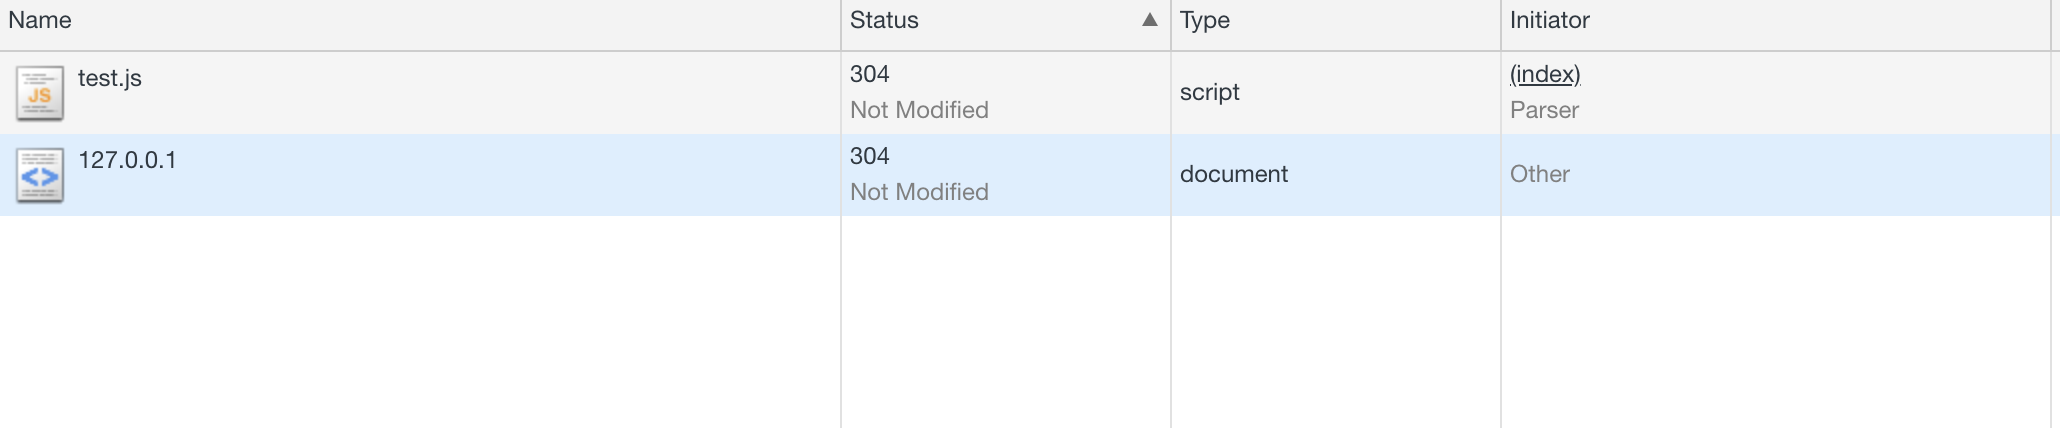 Name Status ▲ Type Initiator
JS test.js 304 Not Modified script (index) Parser
<> 127.0.0.1 304 Not Modified document Other